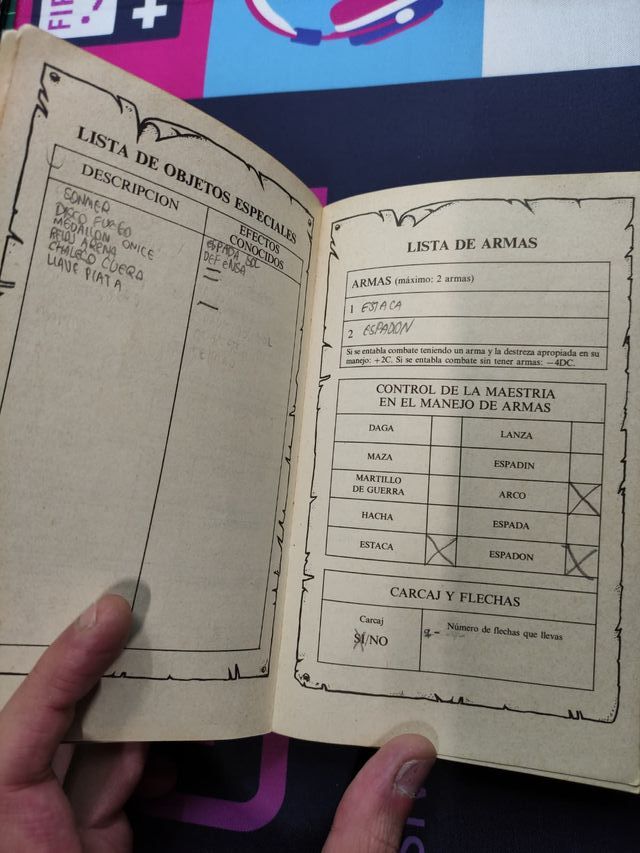 LISTA DE OBJETOS ESPECIALES
DESCRIPCION
EFECTOS
CONOCIDOS
SOMMER
ESPADA SOL
DISCO FUEGO
DEFENSA
MEDALLON ONICE
RELOJ ARENA
CHALECO CUERO
LLAVE PLATA
LISTA DE ARMAS
ARMAS (máximo: 2 armas)
1 ESTACA
2 ESPADON
Si se entabla combate teniendo un arma y la destreza apropiada en su
manejo: +2C. Si se entabla combate sin tener armas: −4DC.
CONTROL DE LA MAESTRIA
EN EL MANEJO DE ARMAS
DAGA
LANZA
MAZA
ESPADIN
MARTILLO
DE GUERRA
ARCO X
HACHA
ESPADA
ESTACA X
ESPADON X
CARCAJ Y FLECHAS
Carcaj
SI/NO
Número de flechas que llevas